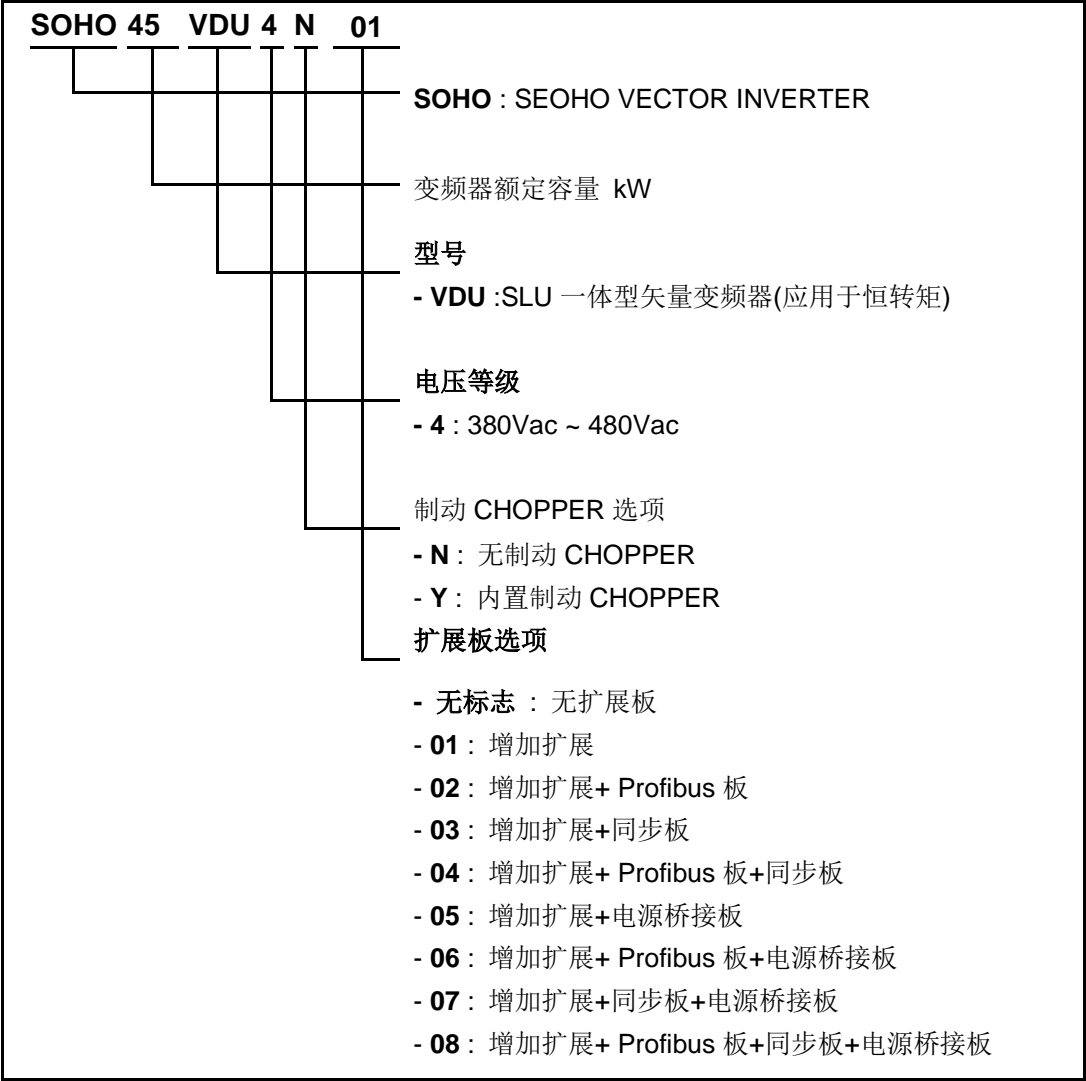 SOHO 45 VDU 4 N 01
SOHO : SEOHO VECTOR INVERTER
变频器额定容量 kW
型号
- VDU :SLU 一体型矢量变频器(应用于恒转矩)
电压等级
- 4 : 380Vac ~ 480Vac
制动 CHOPPER 选项
- N : 无制动 CHOPPER
- Y : 内置制动 CHOPPER
扩展板选项
- 无标志 : 无扩展板
- 01 : 增加扩展
- 02 : 增加扩展+ Profibus 板
- 03 : 增加扩展+同步板
- 04 : 增加扩展+ Profibus 板+同步板
- 05 : 增加扩展+电源桥接板
- 06 : 增加扩展+ Profibus 板+电源桥接板
- 07 : 增加扩展+同步板+电源桥接板
- 08 : 增加扩展+ Profibus 板+同步板+电源桥接板